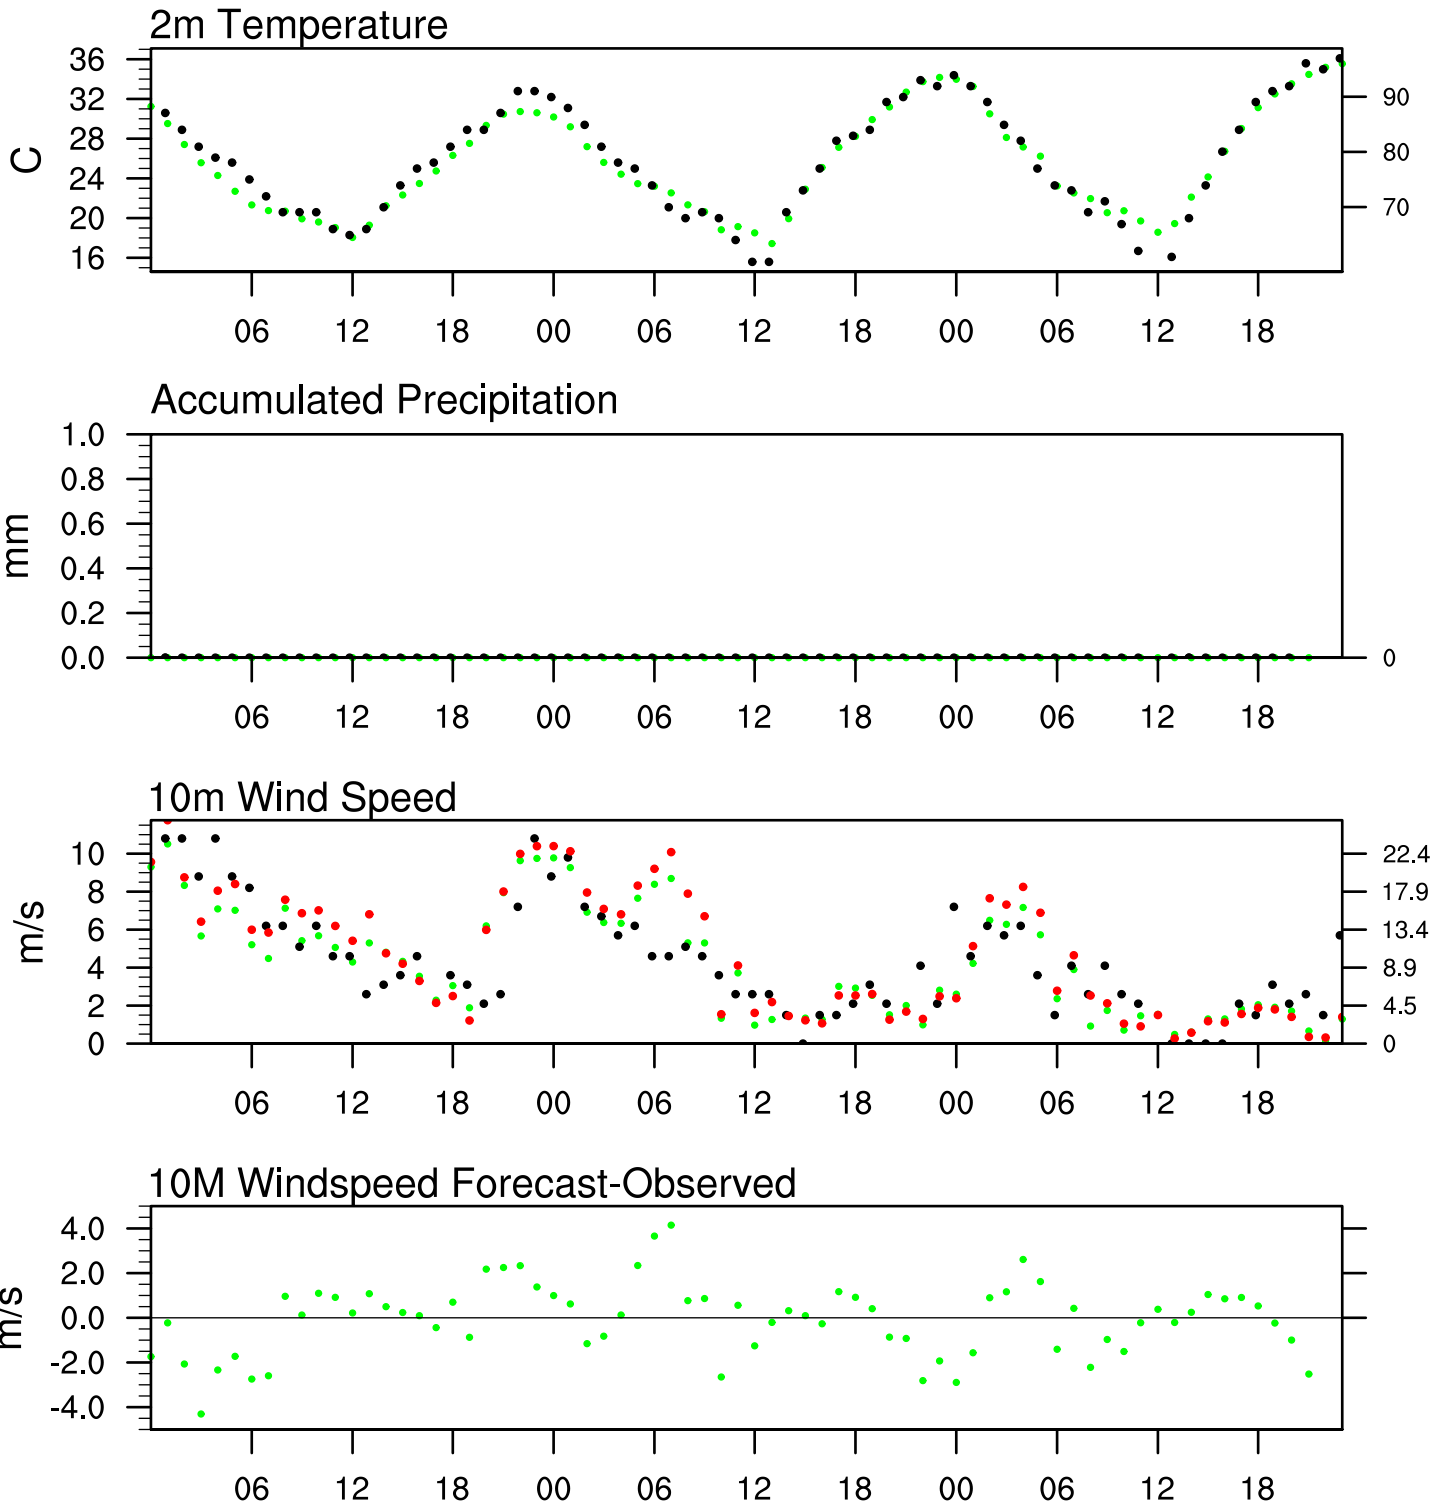 2m Temperature
36
32
28
24
20
16
C
90
80
70
06 12 18 00 06 12 18 00 06 12 18
Accumulated Precipitation
1.0
0.8
0.6
0.4
0.2
0.0
mm
0
06 12 18 00 06 12 18 00 06 12 18
10m Wind Speed
10
8
6
4
2
0
m/s
22.4
17.9
13.4
8.9
4.5
0
06 12 18 00 06 12 18 00 06 12 18
10M Windspeed Forecast-Observed
4.0
2.0
0.0
-2.0
-4.0
m/s
06 12 18 00 06 12 18 00 06 12 18